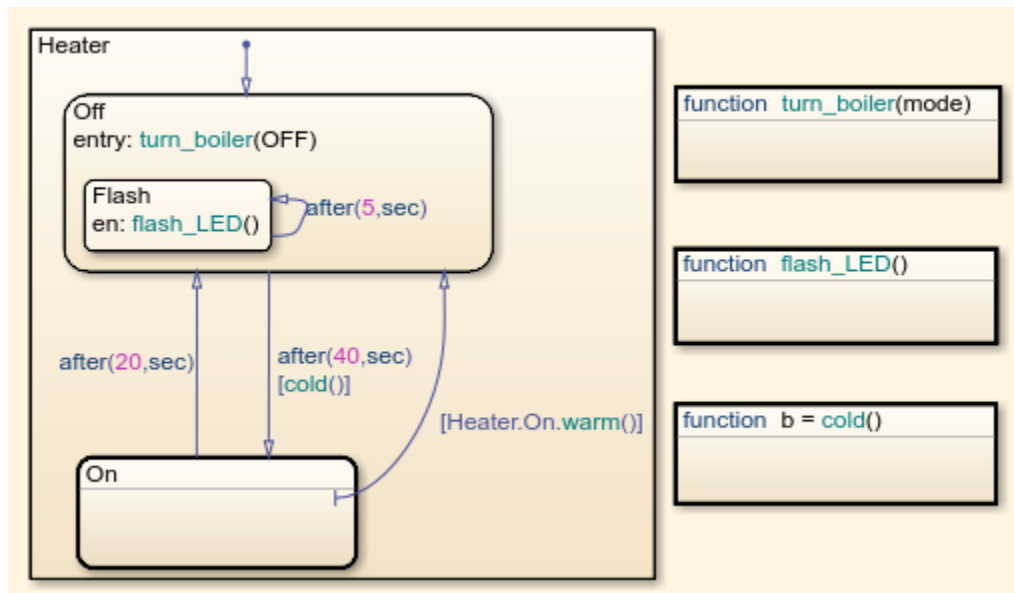 Heater
Off
entry: turn_boiler(OFF)
Flash
en: flash_LED()
after(5,sec)
after(20,sec)
after(40,sec)
[cold()]
[Heater.On.warm()]
On
function turn_boiler(mode)
function flash_LED()
function b = cold()